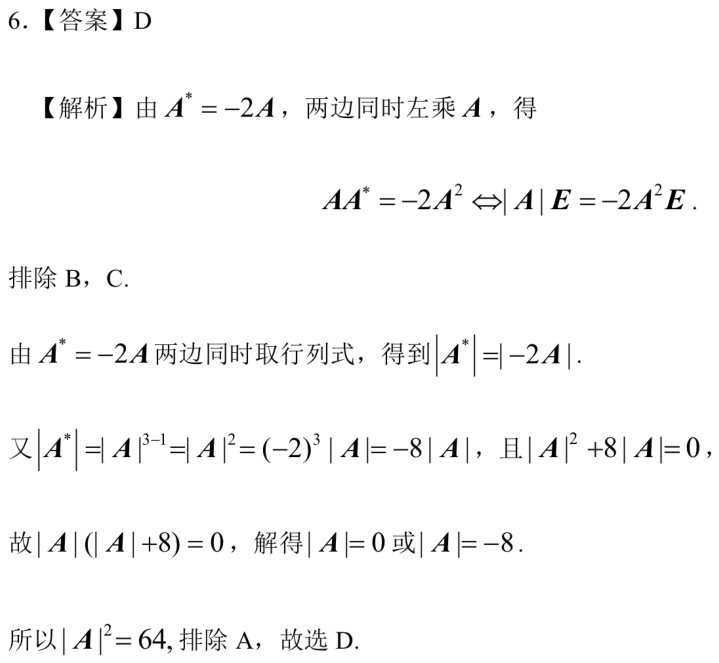 6.【答案】D
【解析】由 A* = −2A，两边同时左乘 A，得
AA* = −2A² ⇔ | A | E = −2A²E .
排除 B，C.
由 A* = −2A 两边同时取行列式，得到 |A*| = | −2A | .
又 |A*| = | A |³⁻¹ = | A |² = (−2)³ | A | = −8 | A |，且 | A |² + 8 | A | = 0，
故 | A | (| A | + 8) = 0，解得 | A | = 0 或 | A | = −8 .
所以 | A |² = 64, 排除 A，故选 D.